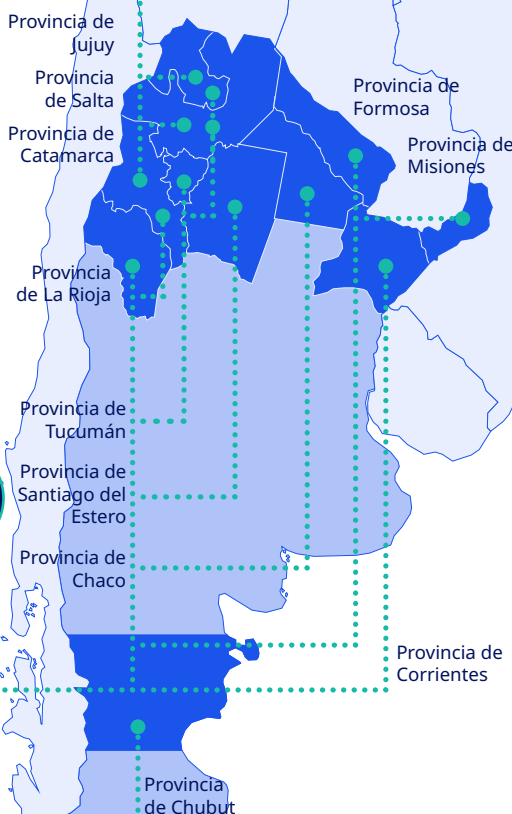 Provincia de
Jujuy
Provincia
de Salta
Provincia de
Catamarca
Provincia de
Formosa
Provincia de
Misiones
Provincia
de La Rioja
Provincia de
Tucumán
Provincia de
Santiago del
Estero
Provincia de
Chaco
Provincia de
Corrientes
Provincia
de Chubut